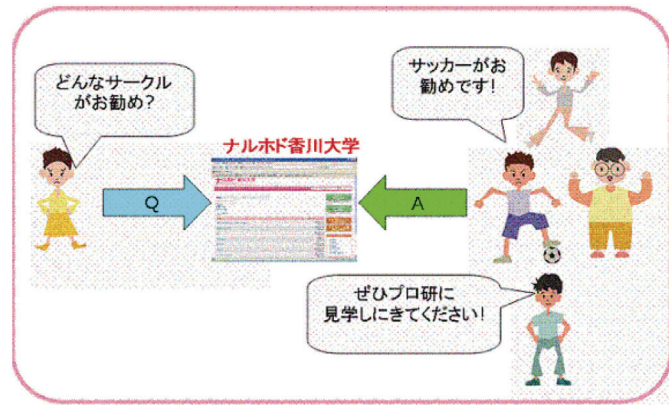 どんなサークル
がお勧め?
サッカーがお
勧めです!
ナルホド香川大学
Q
A
ぜひプロ研に
見学しにきてください!